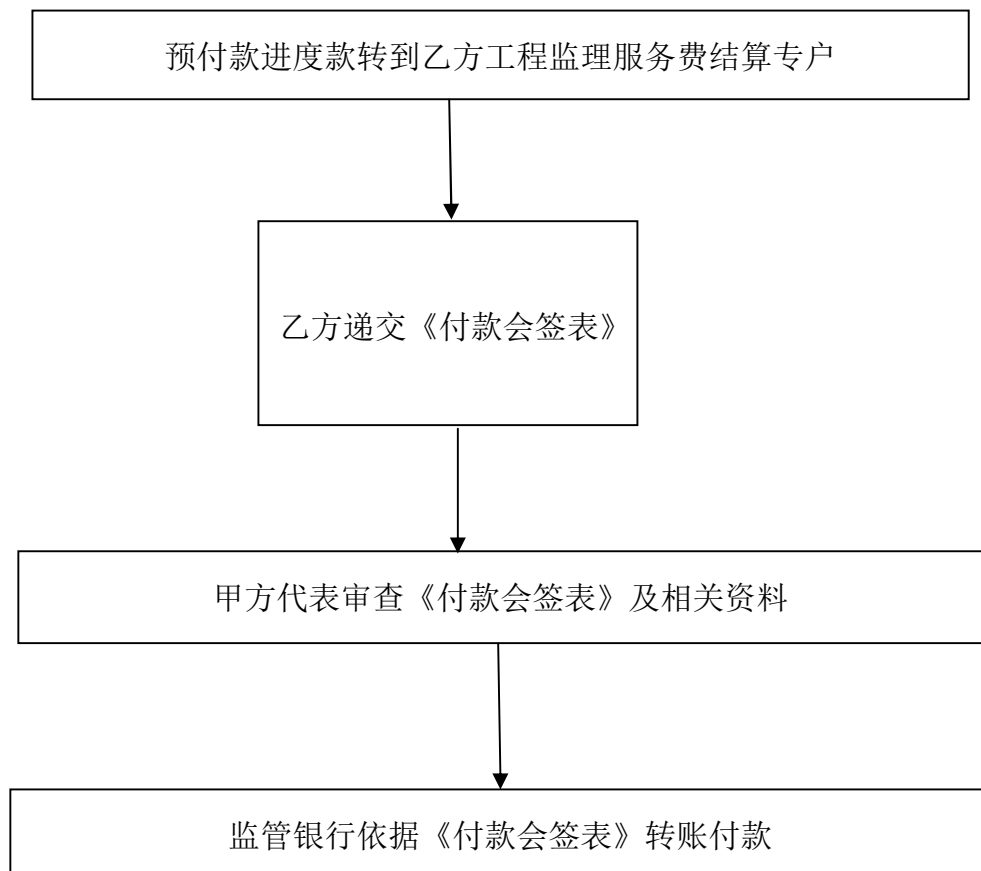 预付款进度款转到乙方工程监理服务费结算专户
乙方递交《付款会签表》
甲方代表审查《付款会签表》及相关资料
监管银行依据《付款会签表》转账付款